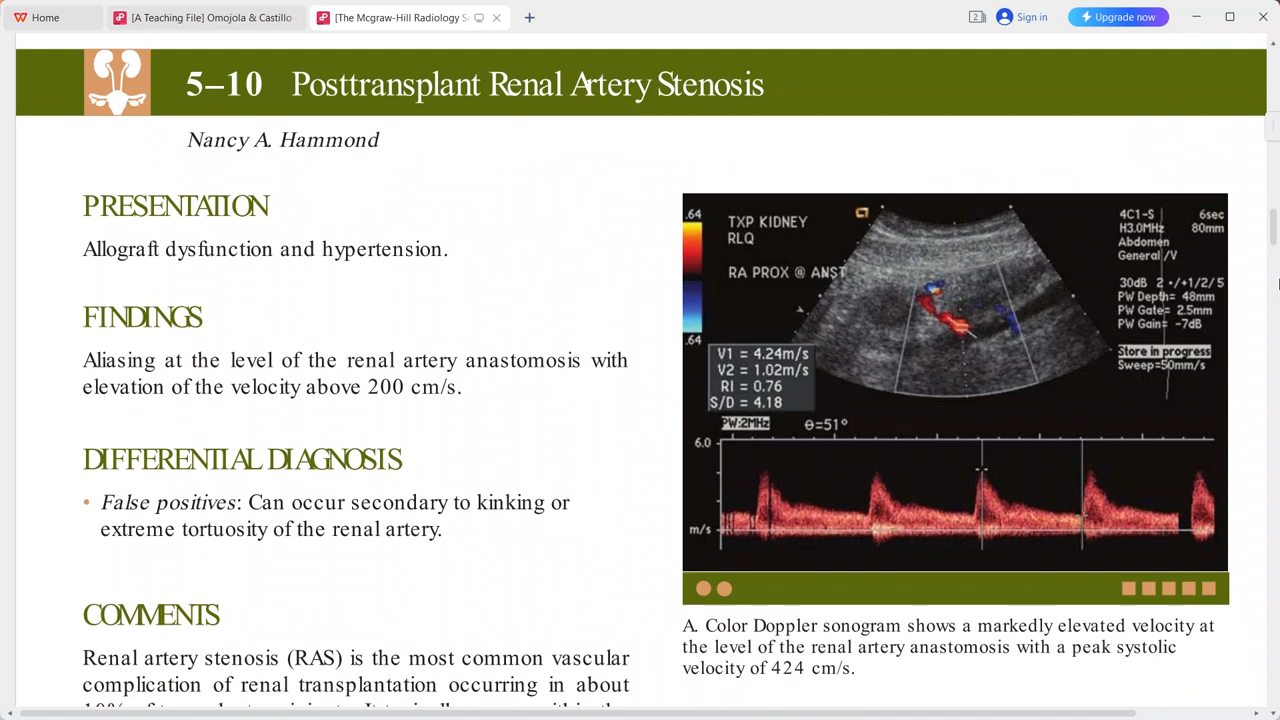 Home
[A Teaching File] Omojola & Castillo
[The Mcgraw-Hill Radiology S
2
Sign in
Upgrade now
5–10 Posttransplant Renal Artery Stenosis
Nancy A. Hammond
PRESENTATION
Allograft dysfunction and hypertension.
FINDINGS
Aliasing at the level of the renal artery anastomosis with
elevation of the velocity above 200 cm/s.
DIFFERENTIAL DIAGNOSIS
• False positives: Can occur secondary to kinking or
extreme tortuosity of the renal artery.
COMMENTS
Renal artery stenosis (RAS) is the most common vascular
complication of renal transplantation occurring in about
.64
TXP KIDNEY
RLQ
RA PROX @ ANST
.64
4C1-S 6sec
H3.0MHz 80mm
Abdomen
General /V
30dB 2 ·/+1/2/5
PW Depth= 48mm
PW Gate= 2.5mm
PW Gain= -7dB
Store in progress
Sweep=50mm/s
V1 = 4.24m/s
V2 = 1.02m/s
RI = 0.76
S/D = 4.18
PW:2MHz
θ=51°
6.0
m/s
A. Color Doppler sonogram shows a markedly elevated velocity at
the level of the renal artery anastomosis with a peak systolic
velocity of 424 cm/s.